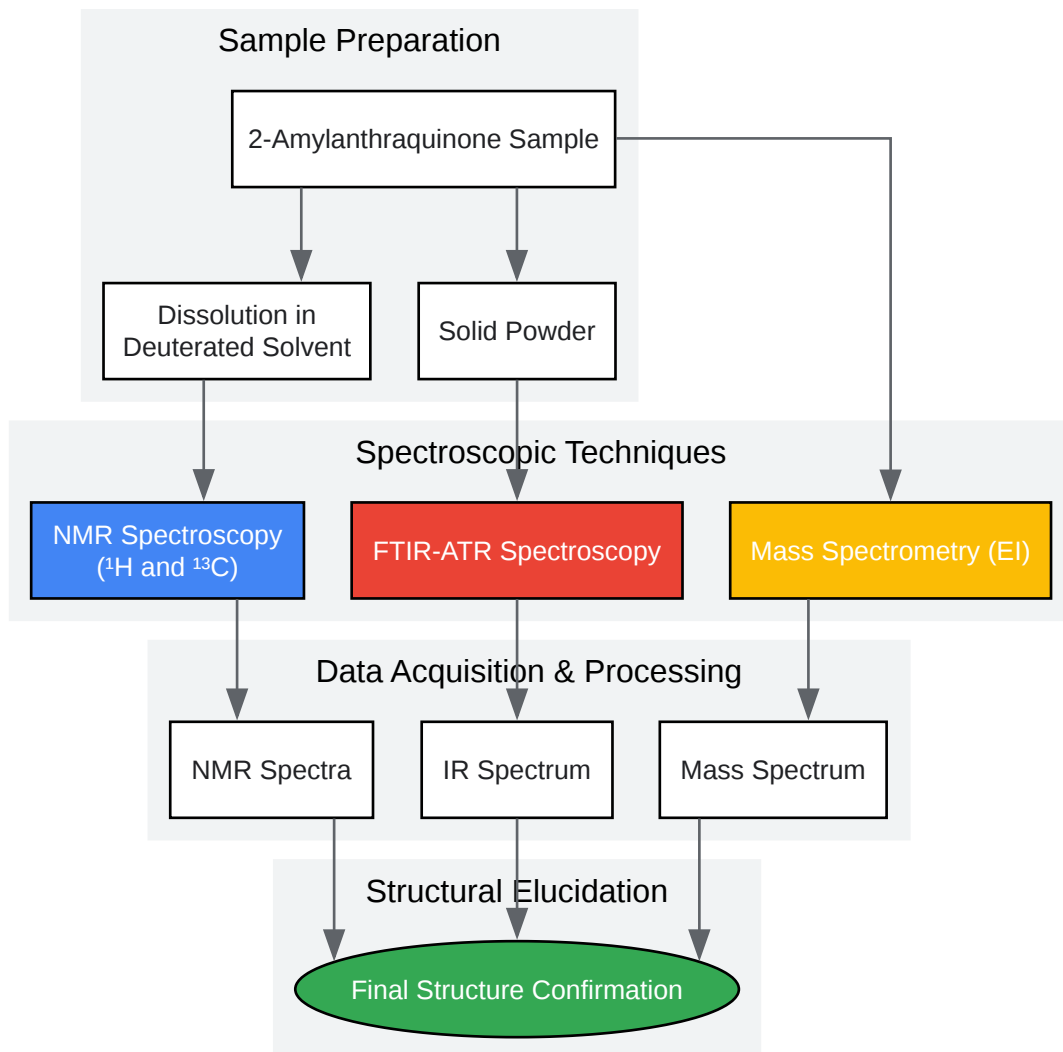 Sample Preparation
2-Amylanthraquinone Sample
Dissolution in
Deuterated Solvent
Solid Powder
Spectroscopic Techniques
NMR Spectroscopy
(¹H and ¹³C)
FTIR-ATR Spectroscopy
Mass Spectrometry (EI)
Data Acquisition & Processing
NMR Spectra
IR Spectrum
Mass Spectrum
Structural Elucidation
Final Structure Confirmation